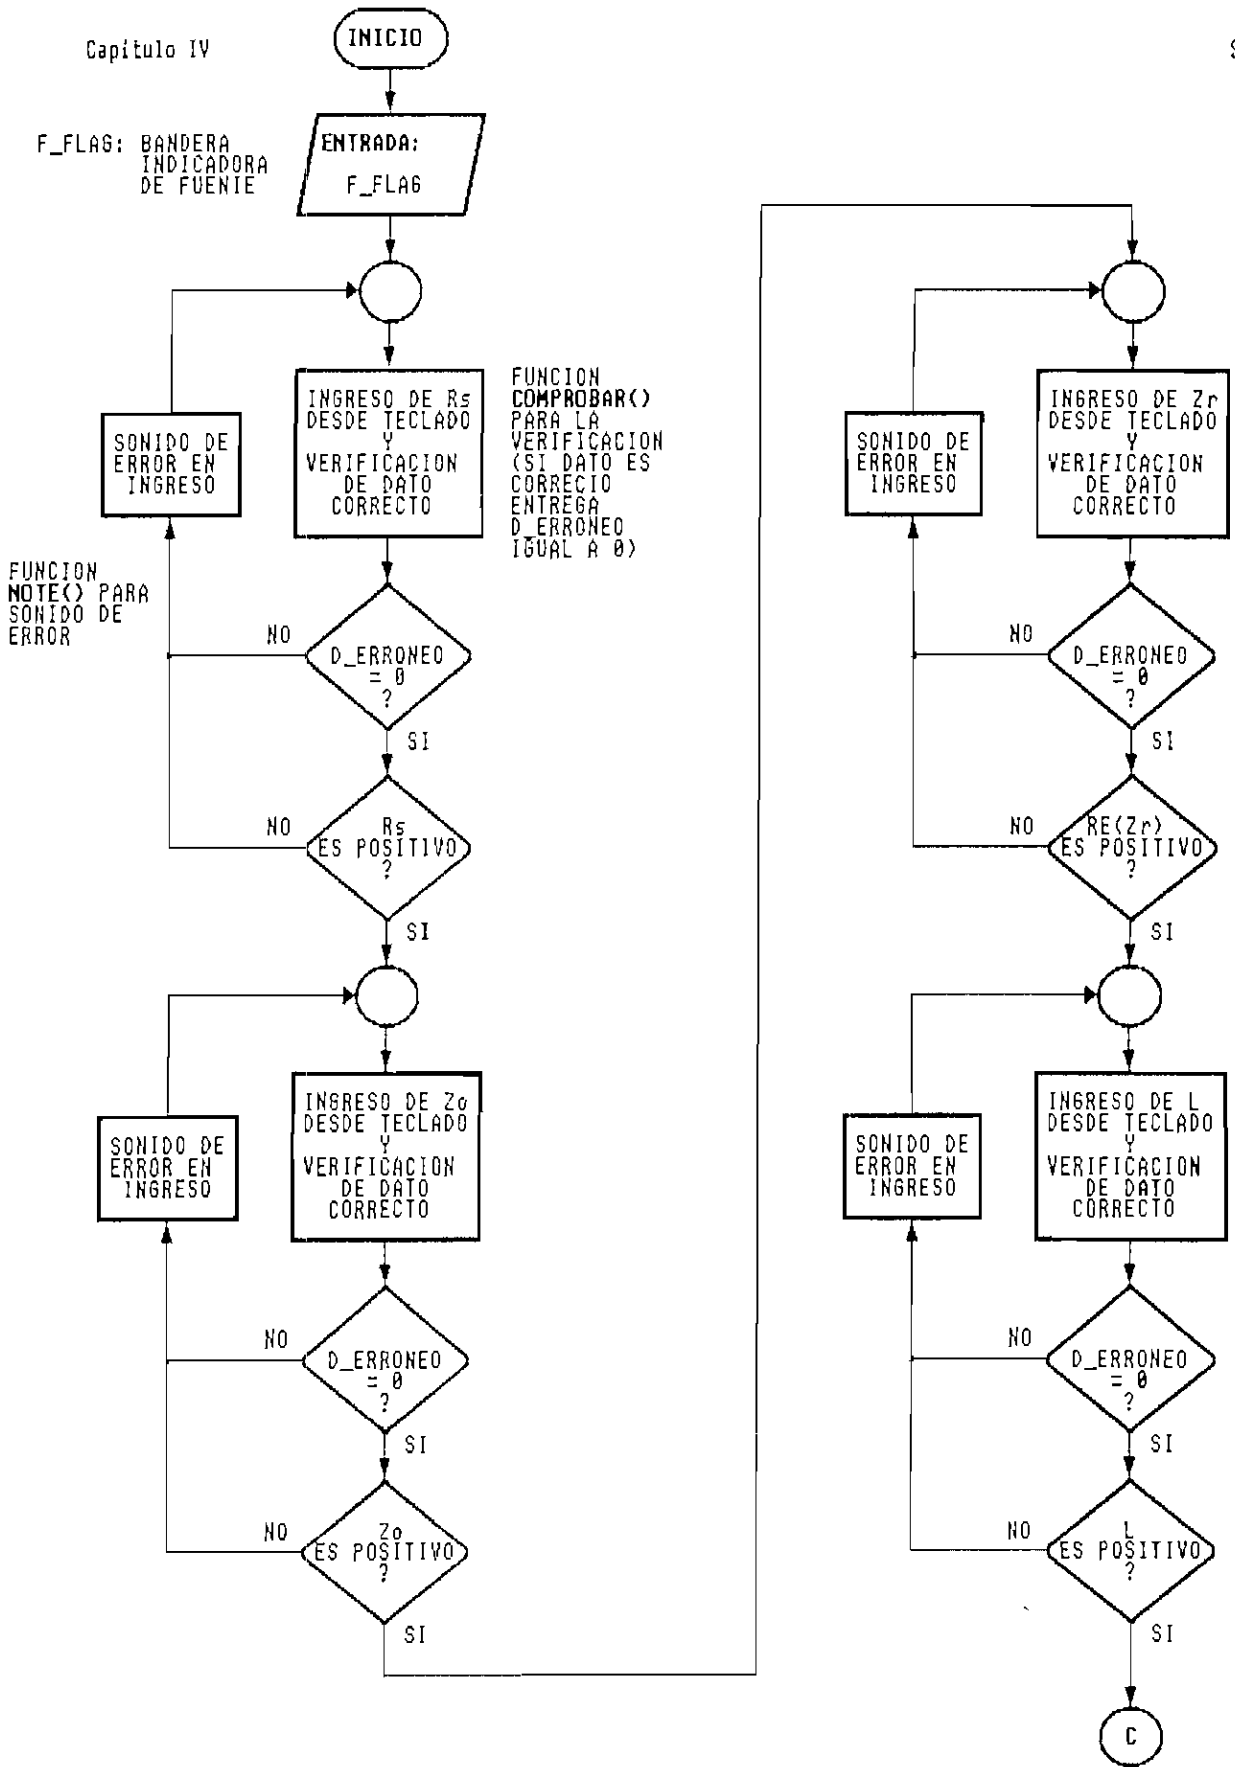 Capítulo IV
INICIO
F_FLAG: BANDERA
INDICADORA
DE FUENTE
ENTRADA:
F_FLAG
INGRESO DE Rs
DESDE TECLADO
Y
VERIFICACION
DE DATO
CORRECTO
FUNCION
COMPROBAR()
PARA LA
VERIFICACION
(SI DATO ES
CORRECTO
ENTREGA
D_ERRONEO
IGUAL A 0)
SONIDO DE
ERROR EN
INGRESO
FUNCION
NOTE() PARA
SONIDO DE
ERROR
NO
D_ERRONEO
= 0
?
SI
NO
Rs
ES POSITIVO
?
SI
INGRESO DE Zo
DESDE TECLADO
Y
VERIFICACION
DE DATO
CORRECTO
SONIDO DE
ERROR EN
INGRESO
NO
D_ERRONEO
= 0
?
SI
NO
Zo
ES POSITIVO
?
SI
INGRESO DE Zr
DESDE TECLADO
Y
VERIFICACION
DE DATO
CORRECTO
SONIDO DE
ERROR EN
INGRESO
NO
D_ERRONEO
= 0
?
SI
NO
RE(Zr)
ES POSITIVO
?
SI
INGRESO DE L
DESDE TECLADO
Y
VERIFICACION
DE DATO
CORRECTO
SONIDO DE
ERROR EN
INGRESO
NO
D_ERRONEO
= 0
?
SI
NO
L
ES POSITIVO
?
SI
C